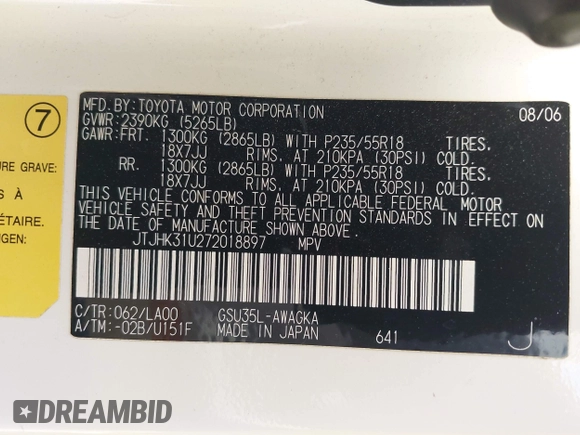 7
URE GRAVE:
S À
ÉTAIRE.
UNGEN:
MFD.BY:TOYOTA MOTOR CORPORATION 08/06
GVWR:2390KG (5265LB)
GAWR:FRT. 1300KG (2865LB) WITH P235/55R18 TIRES.
18X7JJ RIMS. AT 210KPA (30PSI) COLD.
RR. 1300KG (2865LB) WITH P235/55R18 TIRES.
18X7JJ RIMS. AT 210KPA (30PSI) COLD.
THIS VEHICLE CONFORMS TO ALL APPLICABLE FEDERAL MOTOR
VEHICLE SAFETY AND THEFT PREVENTION STANDARDS IN EFFECT ON
THE DATE OF MANUFACTURE SHOWN ABOVE.
JTJHK31U272018897 MPV
C/TR:062/LA00 GSU35L-AWAGKA
A/TM:-02B/U151F MADE IN JAPAN 641 J
DREAMBID